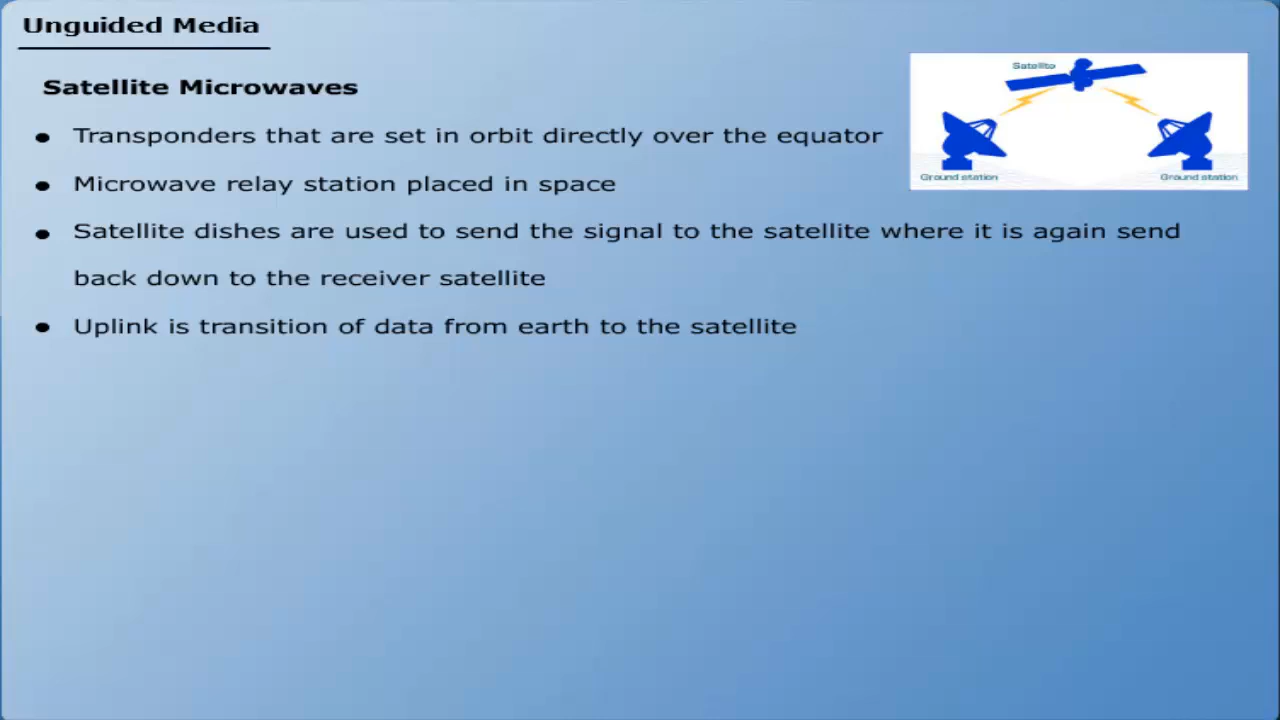 Unguided Media
Satellite Microwaves
Satellite
● Transponders that are set in orbit directly over the equator
Ground station
Ground station
● Microwave relay station placed in space
● Satellite dishes are used to send the signal to the satellite where it is again send
back down to the receiver satellite
● Uplink is transition of data from earth to the satellite